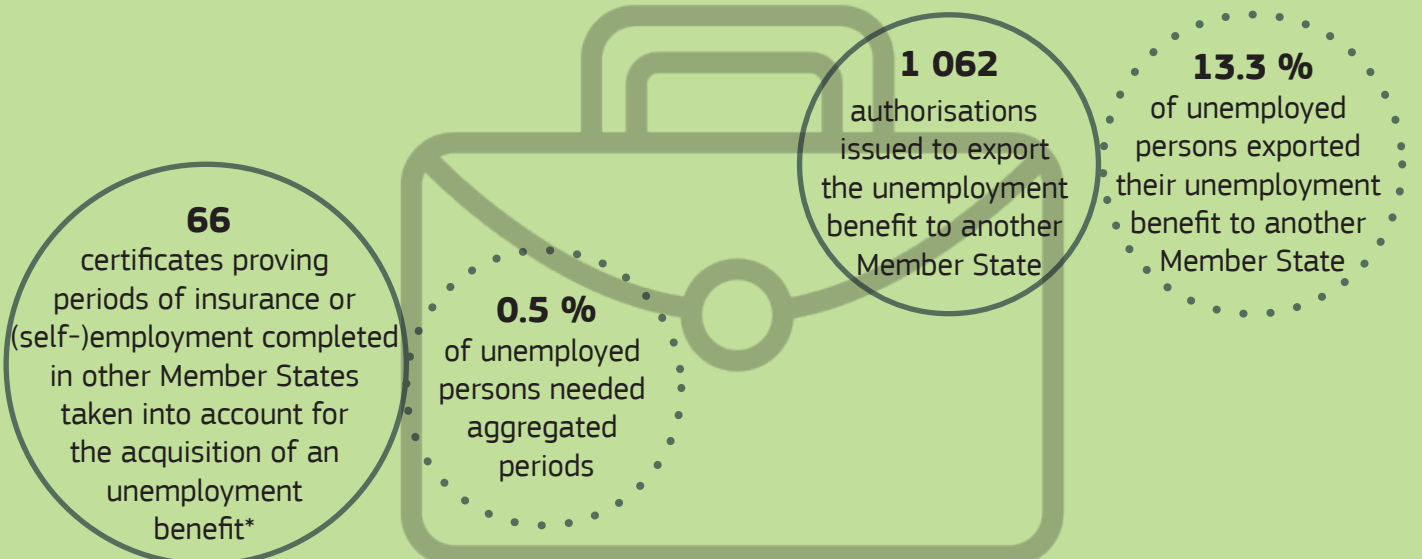 66
certificates proving
periods of insurance or
(self-)employment completed
in other Member States
taken into account for
the acquisition of an
unemployment
benefit*
0.5 %
of unemployed
persons needed
aggregated
periods
1 062
authorisations
issued to export
the unemployment
benefit to another
Member State
13.3 %
of unemployed
persons exported
their unemployment
benefit to another
Member State